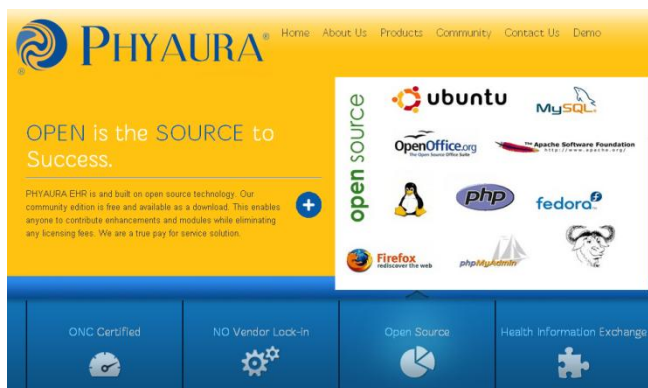 PHYAURA®
®
Home About Us Products Community Contact Us Demo
OPEN is the SOURCE to
Success.
PHYAURA EHR is and built on open source technology. Our
community edition is free and available as a download. This enables
anyone to contribute enhancements and modules while eliminating
any licensing fees. We are a true pay for
service solution.
open source
ubuntu
MySQL
OpenOffice.org
The Open Source Office Suite
The Apache Software Foundation
http://www.apache.org/
php
fedora
Firefox
rediscover the web
phpMyAdmin
ONC Certified
NO Vendor Lock-in
Open Source
Health Information Exchange